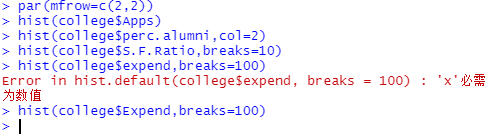 > par(mfrow=c(2,2))
> hist(college$Apps)
> hist(college$perc.alumni,col=2)
> hist(college$S.F.Ratio,breaks=10)
> hist(college$expend,breaks=100)
Error in hist.default(college$expend, breaks = 100) : 'x'必需
为数值
> hist(college$Expend,breaks=100)
>